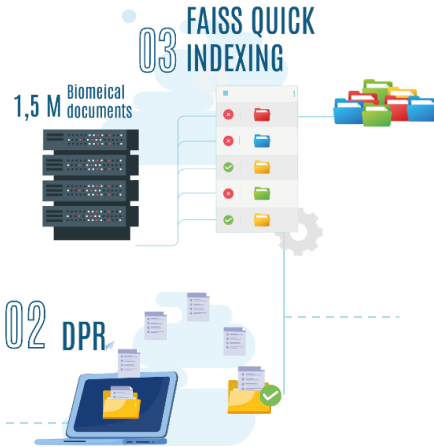 03 FAISS QUICK
INDEXING
1,5 M Biomeical
documents
02 DPR